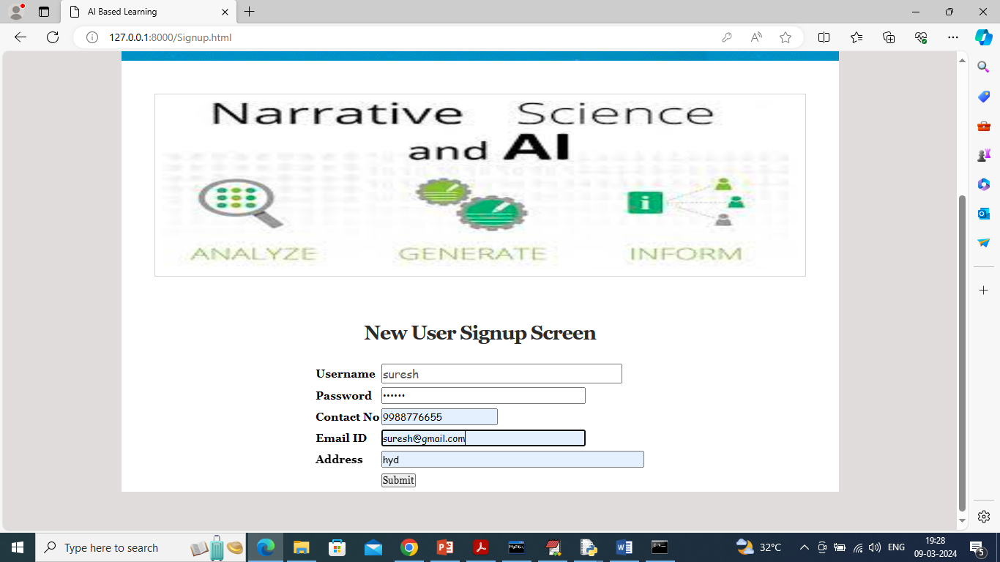 AI Based Learning
127.0.0.1:8000/Signup.html
Narrative Science
and AI
ANALYZE GENERATE INFORM
New User Signup Screen
Username suresh
Password ••••••
Contact No 9988776655
Email ID suresh@gmail.com
Address hyd
Submit
Type here to search
32°C
ENG
19:28
09-03-2024
5